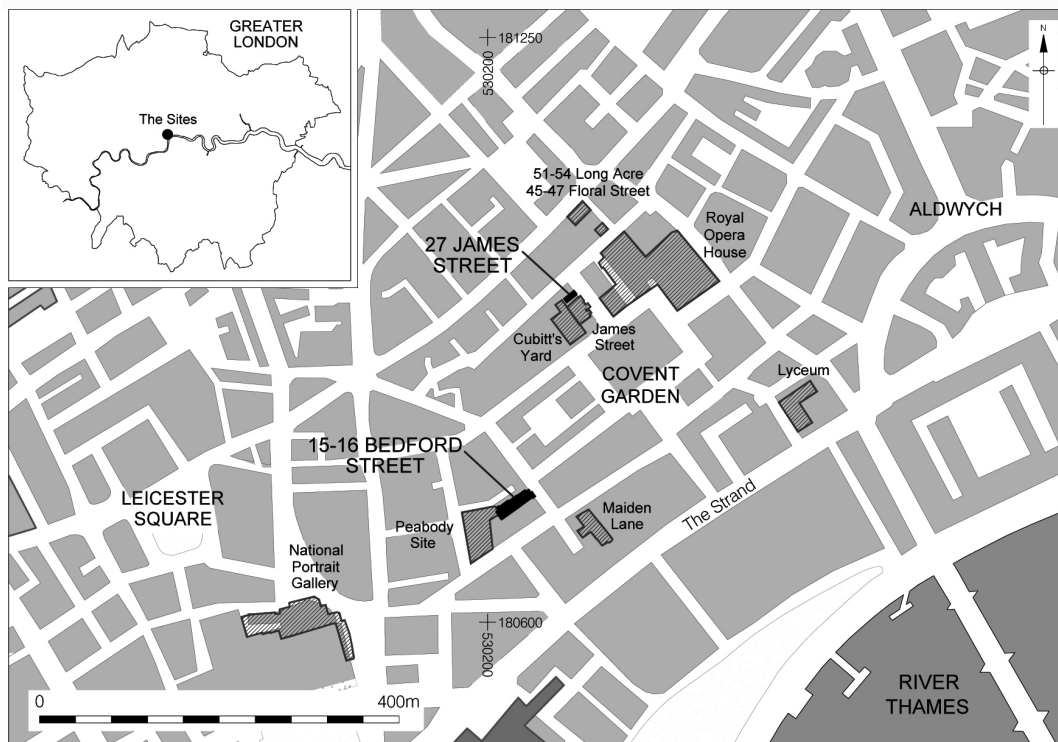 GREATER
LONDON
The Sites
181250
530200
N
51-54 Long Acre
45-47 Floral Street
ALDWYCH
Royal
Opera
House
27 JAMES
STREET
James
Street
Cubitt's
Yard
COVENT
GARDEN
Lyceum
15-16 BEDFORD
STREET
LEICESTER
SQUARE
Peabody
Site
Maiden
Lane
The Strand
National
Portrait
Gallery
180600
530200
RIVER
THAMES
0
400m